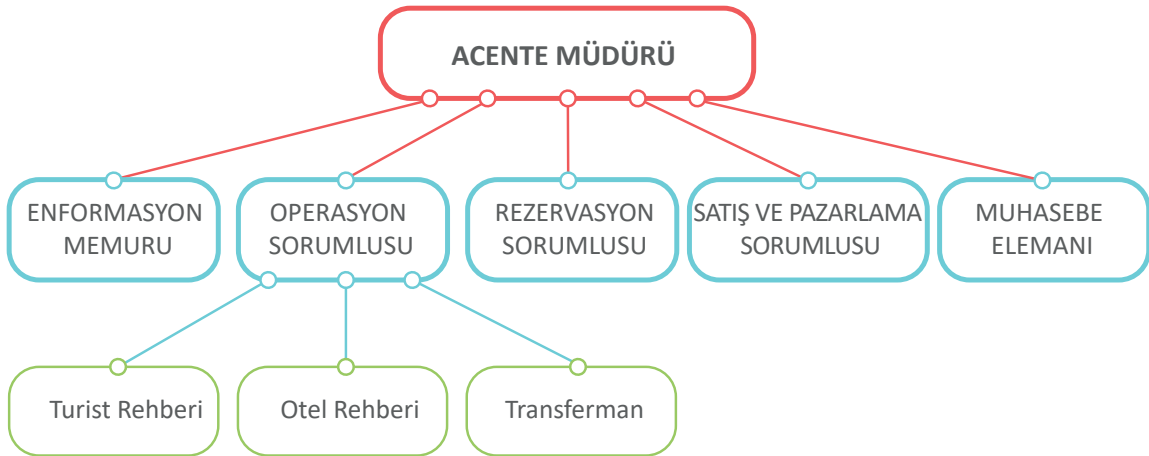 ACENTE MÜDÜRÜ
ENFORMASYON
MEMURU
OPERASYON
SORUMLUSU
REZERVASYON
SORUMLUSU
SATIŞ VE PAZARLAMA
SORUMLUSU
MUHASEBE
ELEMANI
Turist Rehberi
Otel Rehberi
Transferman